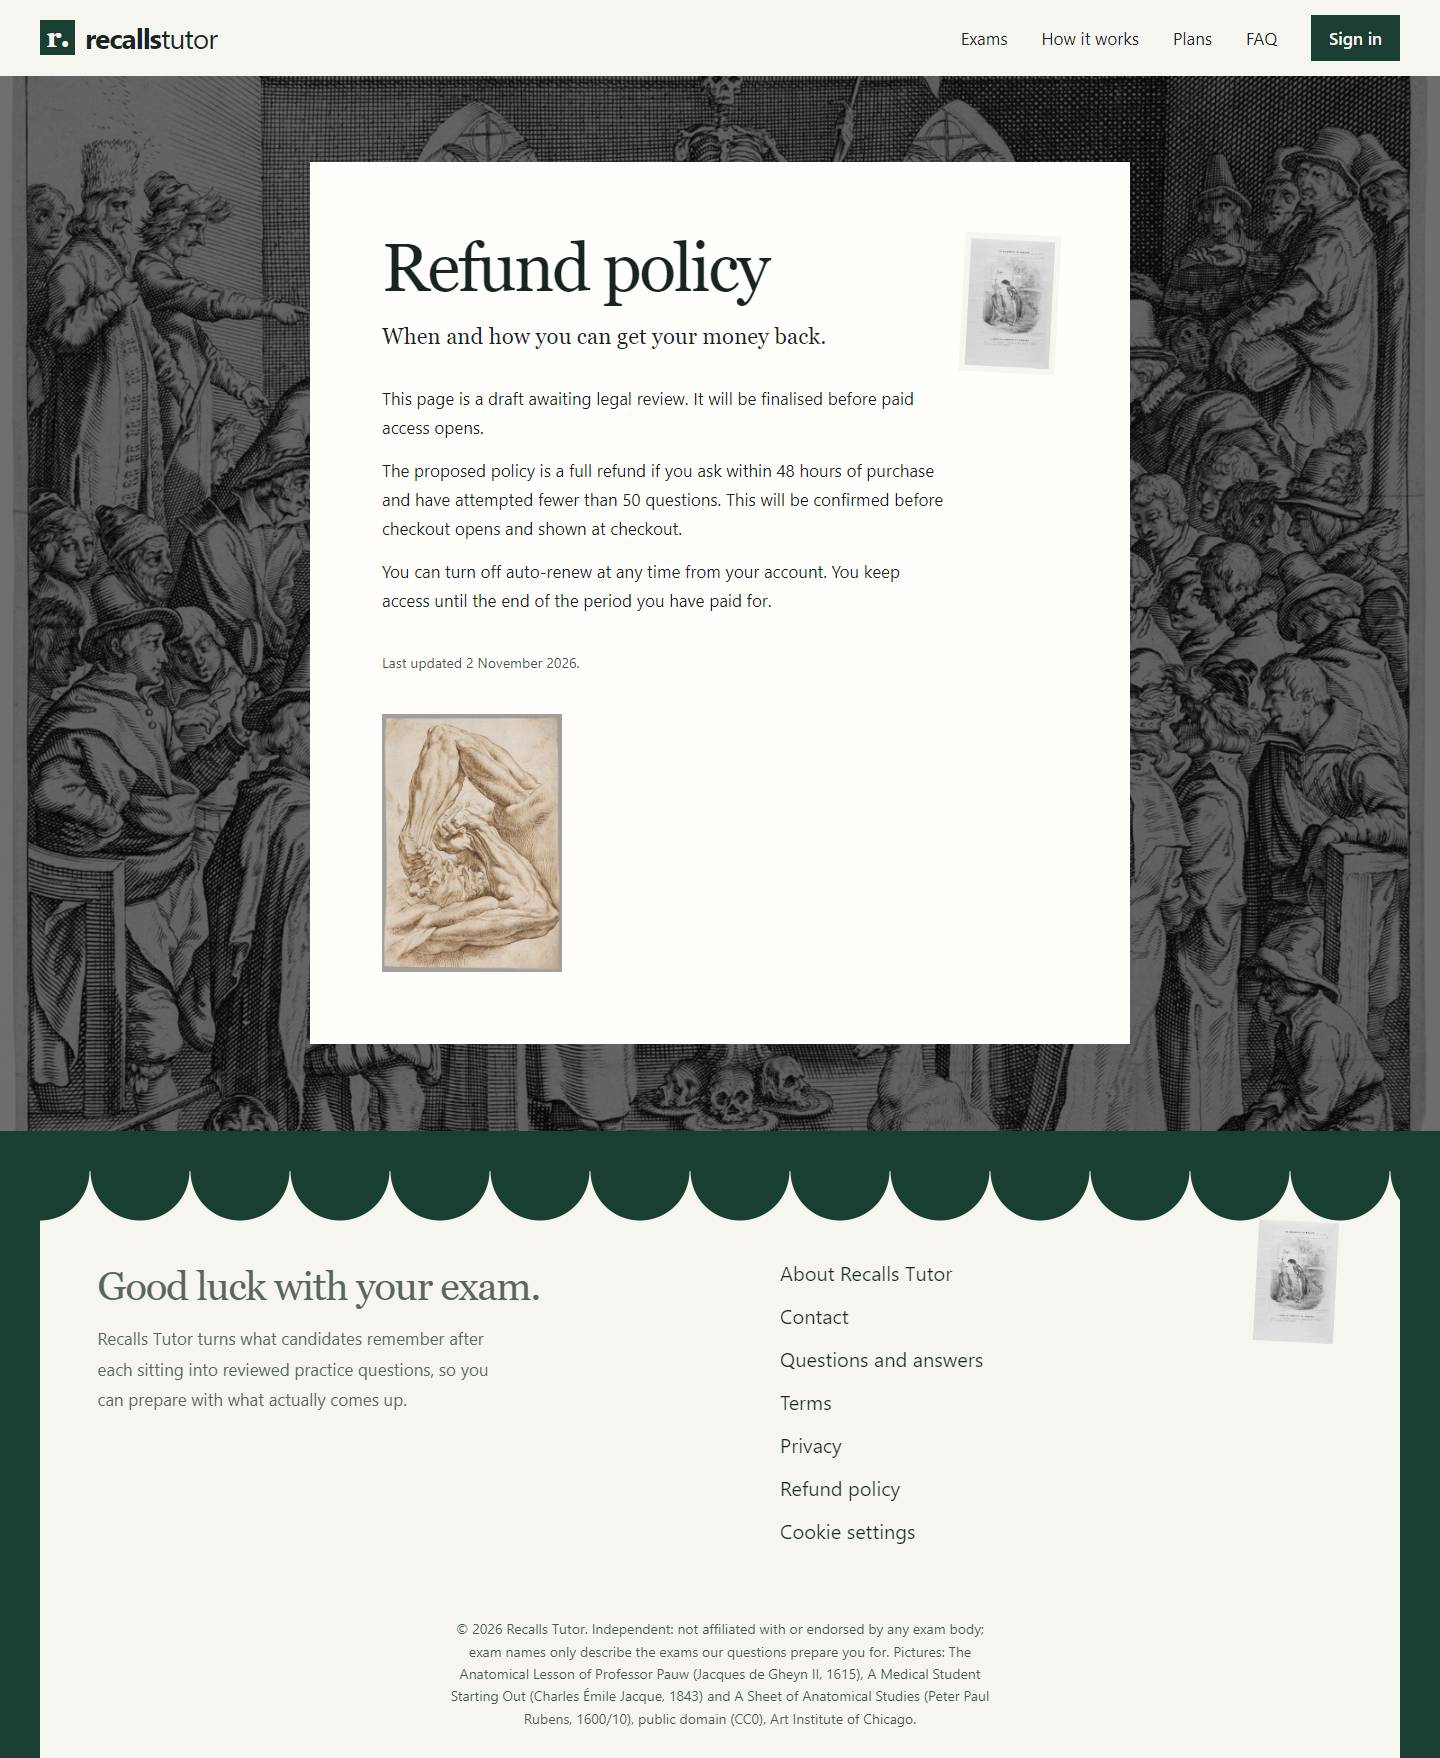 r. recallstutor
Exams How it works Plans FAQ Sign in
Refund policy
When and how you can get your money back.
This page is a draft awaiting legal review. It will be finalised before paid
access opens.
The proposed policy is a full refund if you ask within 48 hours of purchase
and have attempted fewer than 50 questions. This will be confirmed before
checkout opens and shown at checkout.
You can turn off auto-renew at any time from your account. You keep
access until the end of the period you have paid for.
Last updated 2 November 2026.
Good luck with your exam.
Recalls Tutor turns what candidates remember after
each sitting into reviewed practice questions, so you
can prepare with what actually comes up.
About Recalls Tutor
Contact
Questions and answers
Terms
Privacy
Refund policy
Cookie settings
© 2026 Recalls Tutor. Independent: not affiliated with or endorsed by any exam body;
exam names only describe the exams our questions prepare you for. Pictures: The
Anatomical Lesson of Professor Pauw (Jacques de Gheyn II, 1615), A Medical Student
Starting Out (Charles Émile Jacque, 1843) and A Sheet of Anatomical Studies (Peter Paul
Rubens, 1600/10), public domain (CC0), Art Institute of Chicago.